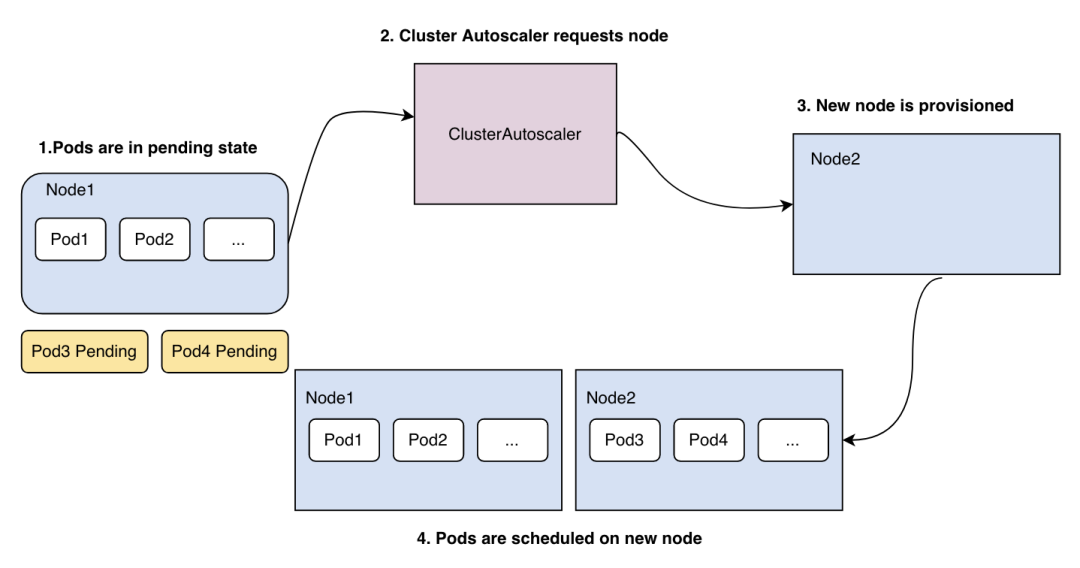 2. Cluster Autoscaler requests node
ClusterAutoscaler
3. New node is provisioned
Node2
1.Pods are in pending state
Node1
Pod1 Pod2 ...
Pod3 Pending Pod4 Pending
Node1
Pod1 Pod2 ...
Node2
Pod3 Pod4 ...
4. Pods are scheduled on new node